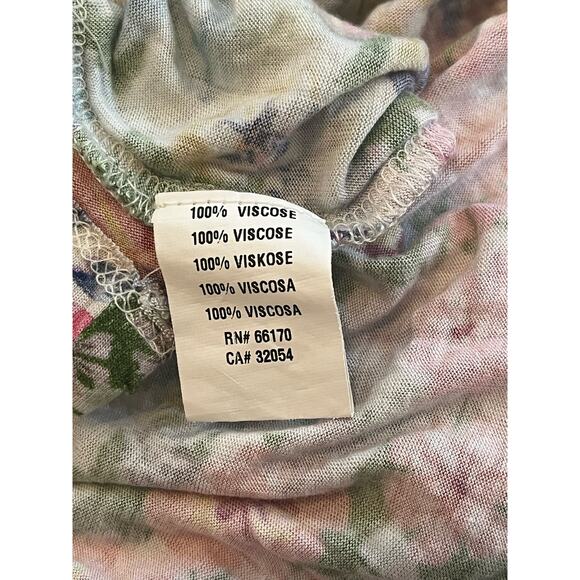 100% VISCOSE
100% VISCOSE
100% VISKOSE
100% VISCOSA
100% VISCOSA
RN# 66170
CA# 32054